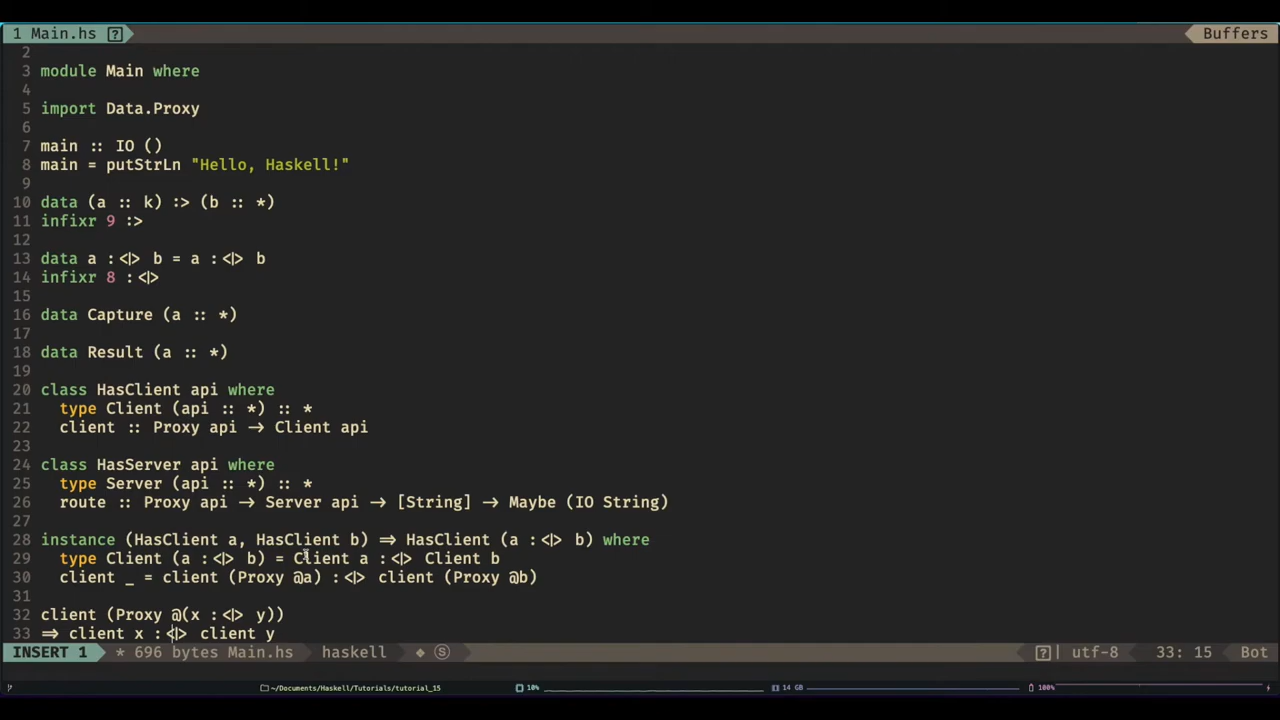 1 Main.hs ? Buffers
2
3 module Main where
4
5 import Data.Proxy
6
7 main :: IO ()
8 main = putStrLn "Hello, Haskell!"
9
10 data (a :: k) :> (b :: *)
11 infixr 9 :>
12
13 data a :<|> b = a :<|> b
14 infixr 8 :<|>
15
16 data Capture (a :: *)
17
18 data Result (a :: *)
19
20 class HasClient api where
21 type Client (api :: *) :: *
22 client :: Proxy api -> Client api
23
24 class HasServer api where
25 type Server (api :: *) :: *
26 route :: Proxy api -> Server api -> [String] -> Maybe (IO String)
27
28 instance (HasClient a, HasClient b) => HasClient (a :<|> b) where
29 type Client (a :<|> b) = Client a :<|> Client b
30 client _ = client (Proxy @a) :<|> client (Proxy @b)
31
32 client (Proxy @(x :<|> y))
33 => client x :<|> client y
INSERT 1 * 696 bytes Main.hs haskell ❖ Ⓢ ? utf-8 33: 15 Bot
~/Documents/Haskell/Tutorials/tutorial_15 10% 14 GB 100%